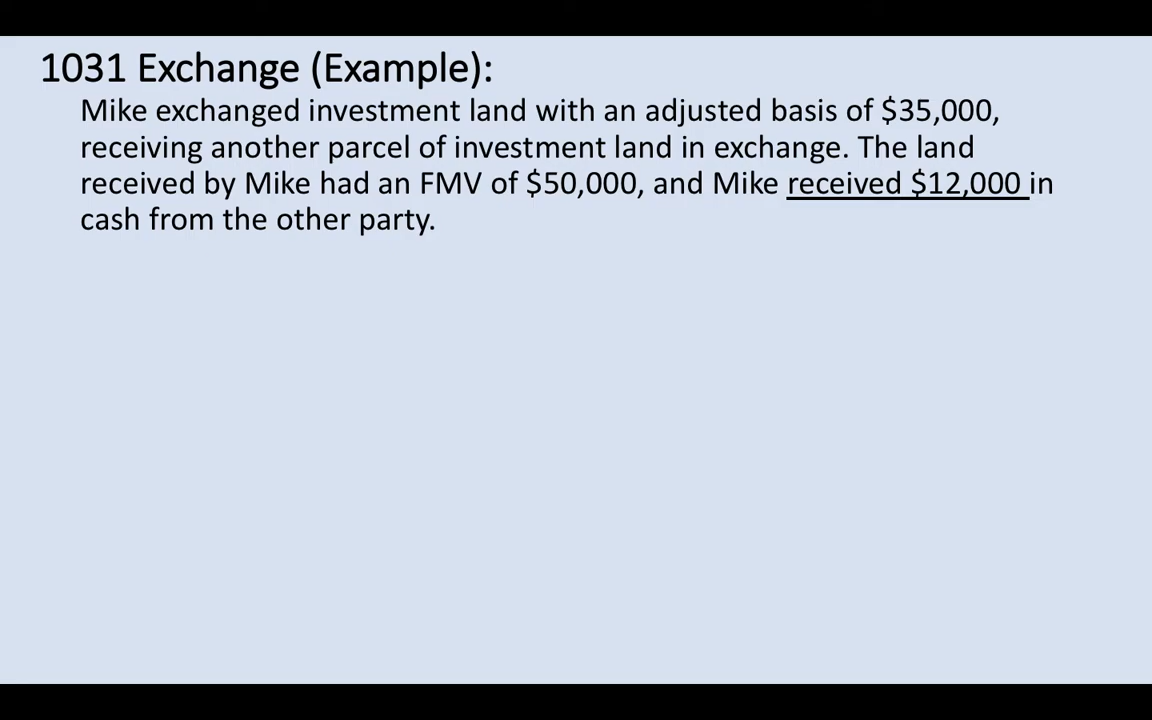 1031 Exchange (Example):
Mike exchanged investment land with an adjusted basis of $35,000,
receiving another parcel of investment land in exchange. The land
received by Mike had an FMV of $50,000, and Mike received $12,000 in
cash from the other party.